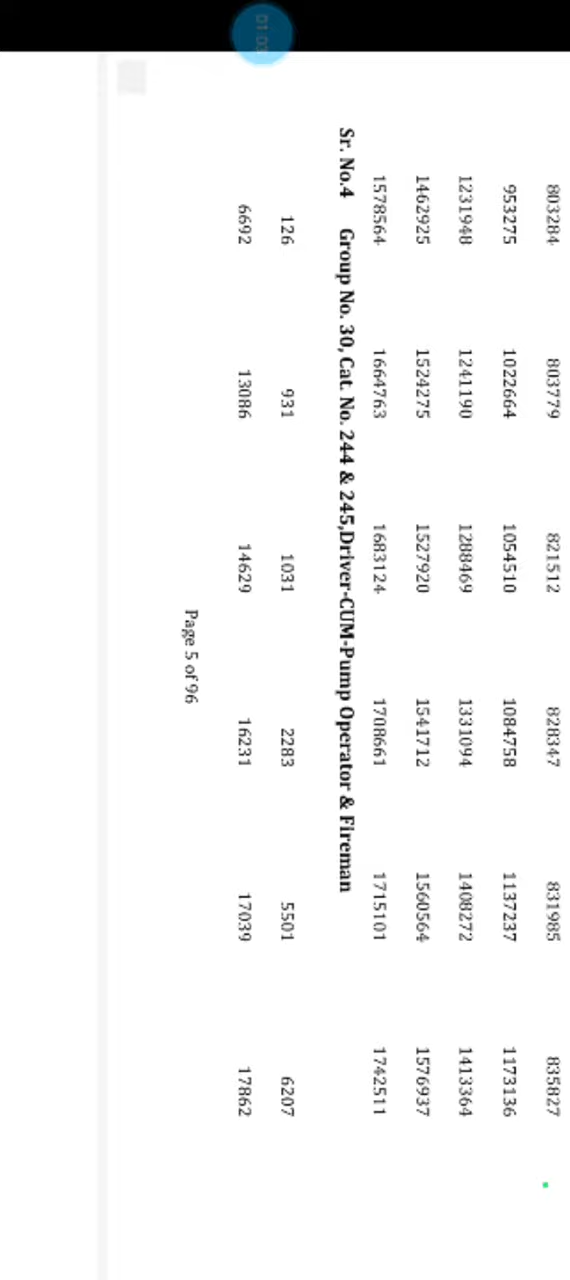 01:03
803284 803779 821512 828347 831985 835827
953275 1022664 1054510 1084758 1137237 1173136
1231948 1241190 1288469 1331094 1408272 1413364
1462925 1524275 1527920 1541712 1560564 1576937
1578564 1664763 1683124 1708661 1715101 1742511
Sr. No.4 Group No. 30, Cat. No. 244 & 245,Driver-CUM-Pump Operator & Fireman
126 931 1031 2283 5501 6207
6692 13086 14629 16231 17039 17862
Page 5 of 96